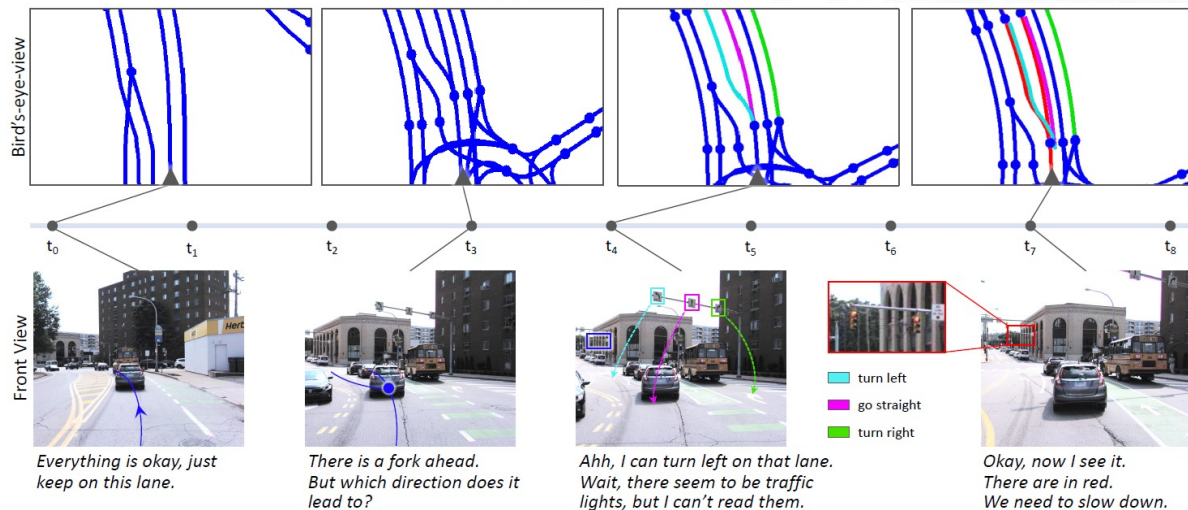 Bird's-eye-view
t0 t1 t2 t3 t4 t5 t6 t7 t8
Front View
Hert
turn left
go straight
turn right
Everything is okay, just
keep on this lane.
There is a fork ahead.
But which direction does it
lead to?
Ahh, I can turn left on that lane.
Wait, there seem to be traffic
lights, but I can't read them.
Okay, now I see it.
There are in red.
We need to slow down.